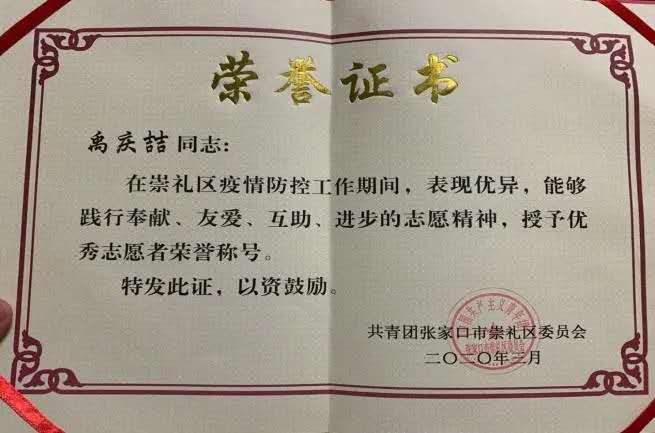 荣誉证书
禹庆喆同志：
在崇礼区疫情防控工作期间，表现优异，能够
践行奉献、友爱、互助、进步的志愿精神，授予优
秀志愿者荣誉称号。
特发此证，以资鼓励。
共青团张家口市崇礼区委员会
二〇二〇年三月